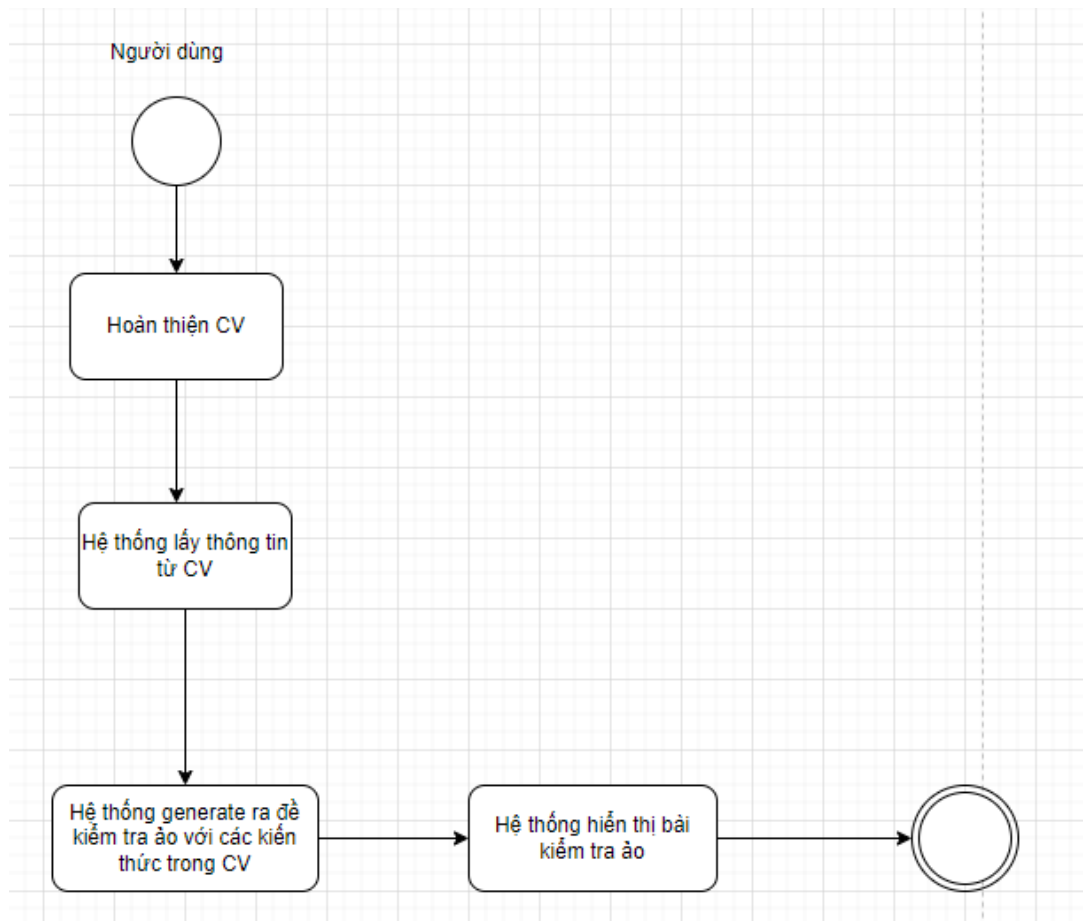 Người dùng
Hoàn thiện CV
Hệ thống lấy thông tin
từ CV
Hệ thống generate ra đề
kiểm tra ảo với các kiến
thức trong CV
Hệ thống hiển thị bài
kiểm tra ảo